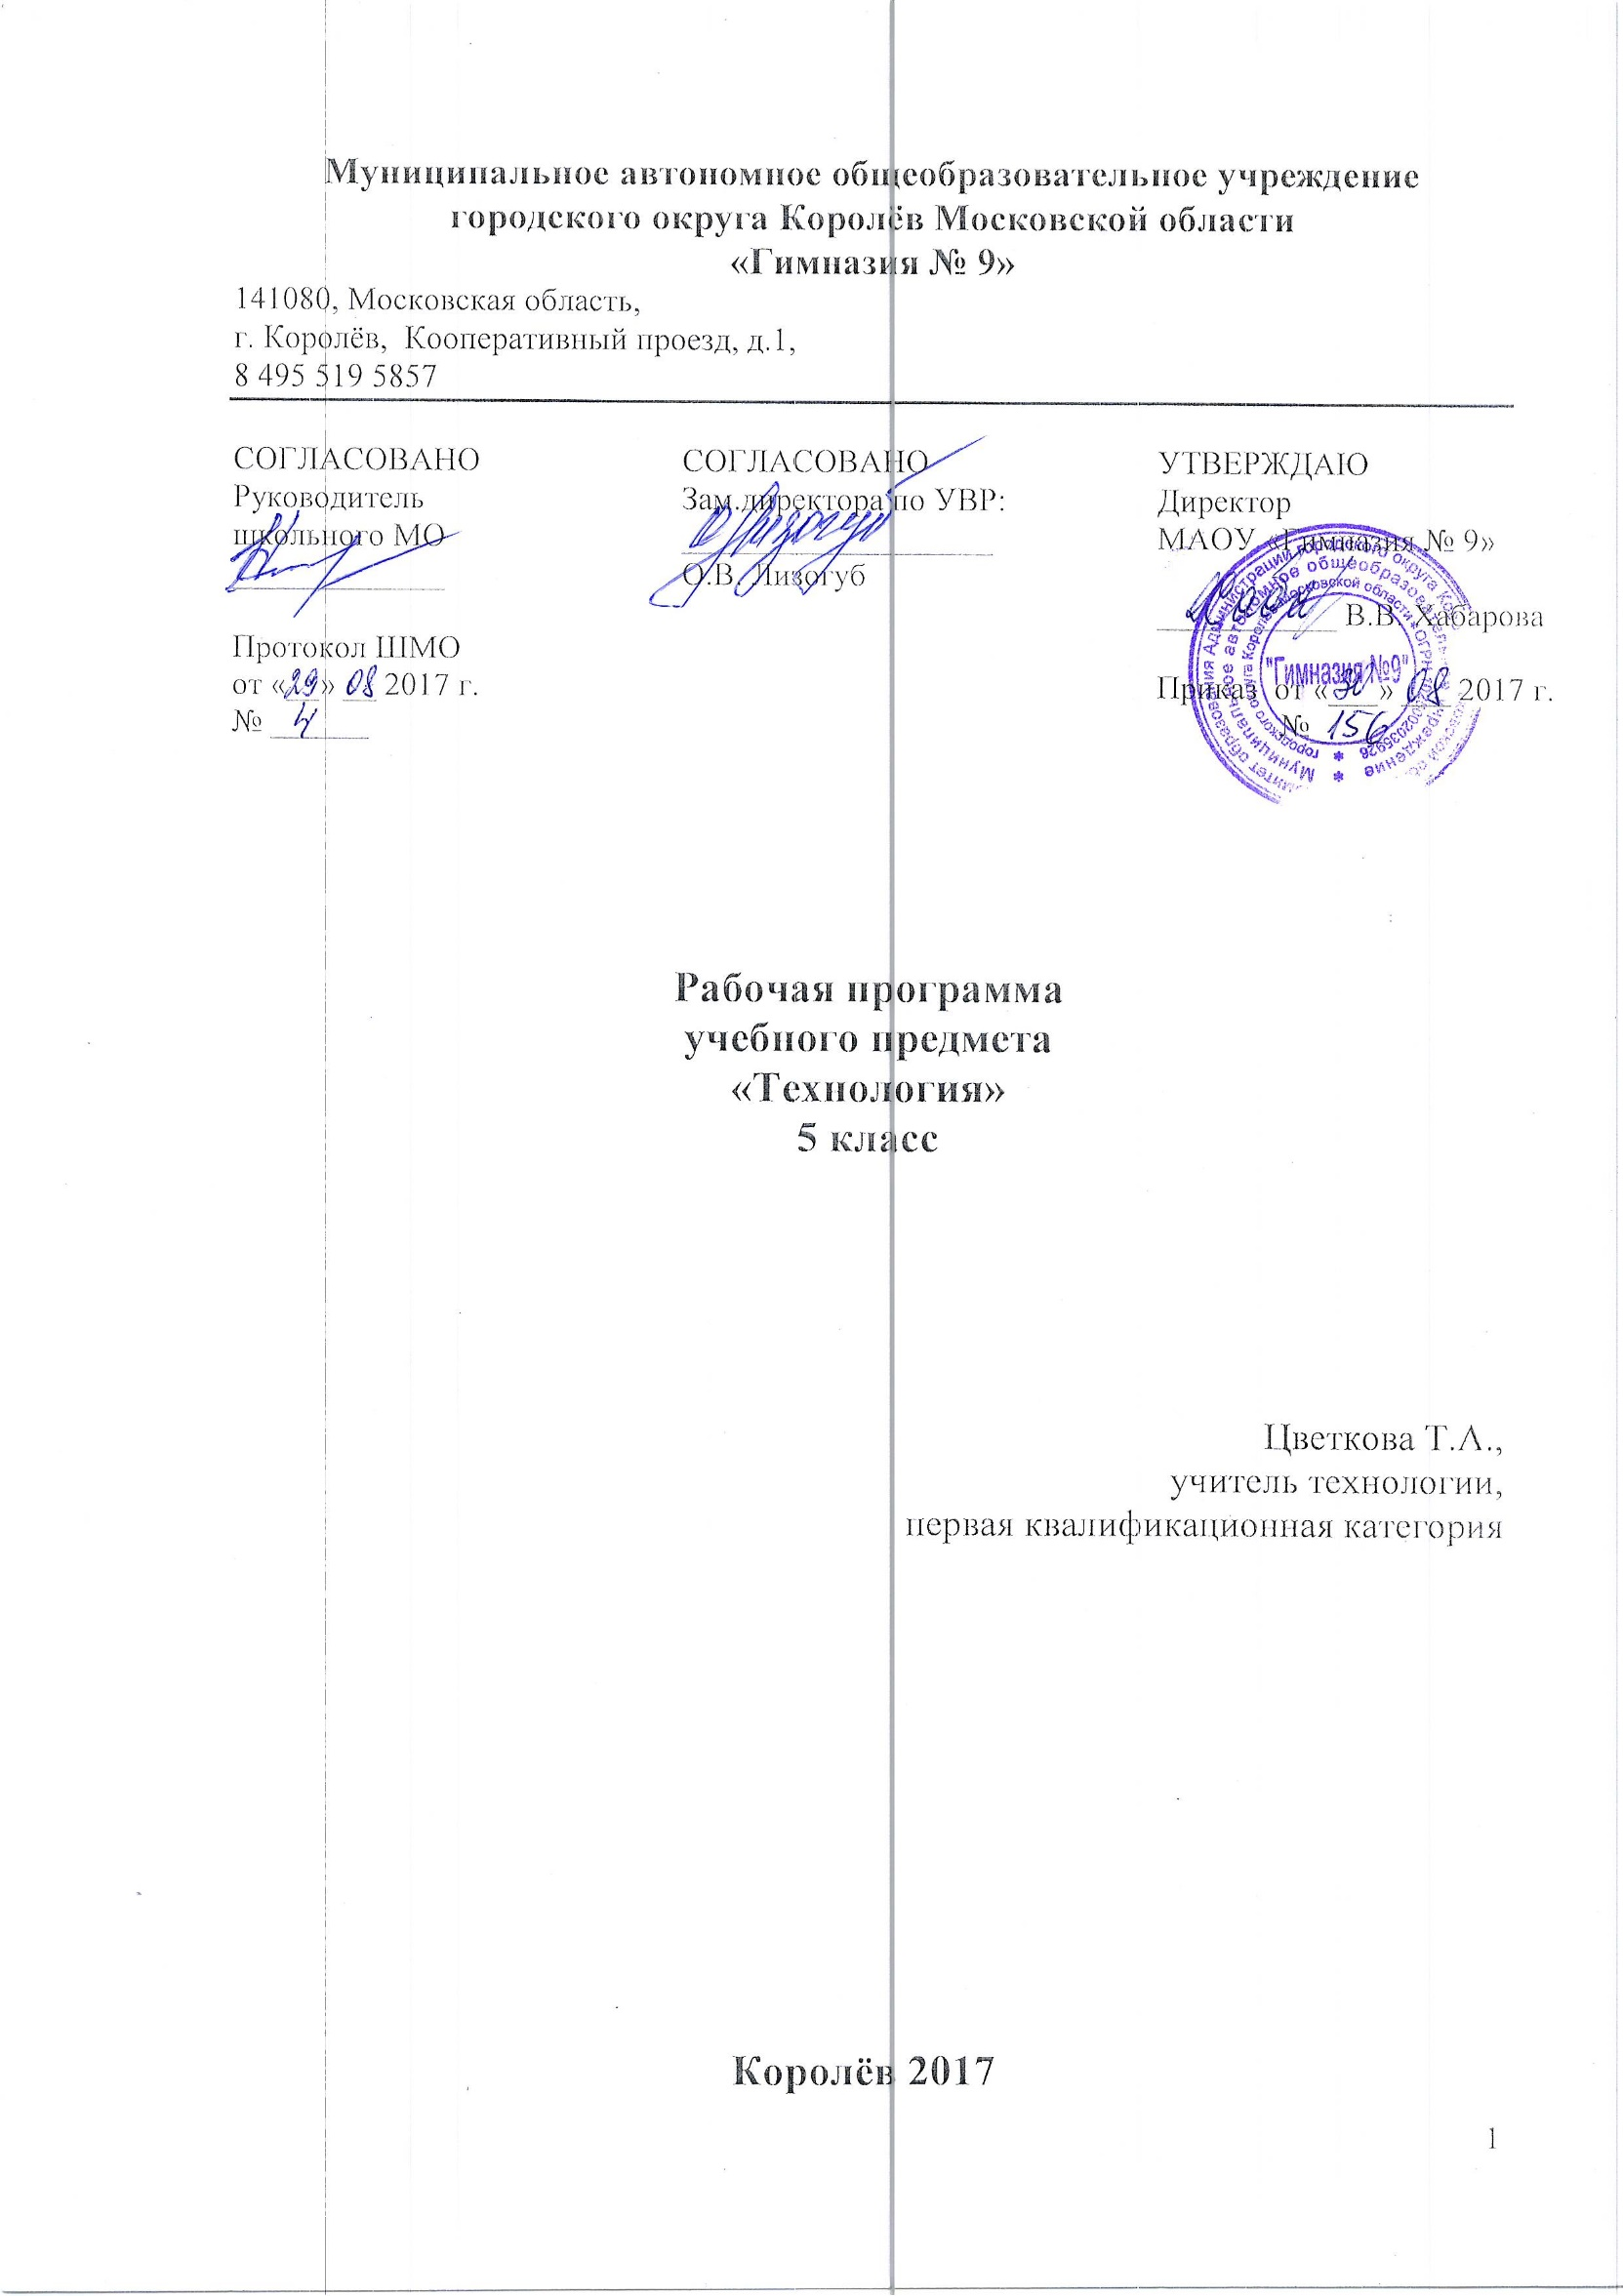 Муниципальное автономное общеобразовательное учреждение
городского округа Королёв Московской области
«Гимназия № 9»
141080, Московская область,
г. Королёв, Кооперативный проезд, д.1,
8 495 519 5857
СОГЛАСОВАНО
Руководитель
школьного МО
Протокол ШМО
от «29» 08 2017 г.
№ 4
СОГЛАСОВАНО
Зам.директора по УВР:
О.В. Лизогуб
УТВЕРЖДАЮ
Директор
МАОУ «Гимназия № 9»
В.В. Хабарова
Приказ от «30» 08 2017 г.
№ 156
"Гимназия №9"
Рабочая программа
учебного предмета
«Технология»
5 класс
Цветкова Т.А.,
учитель технологии,
первая квалификационная категория
Королёв 2017
1